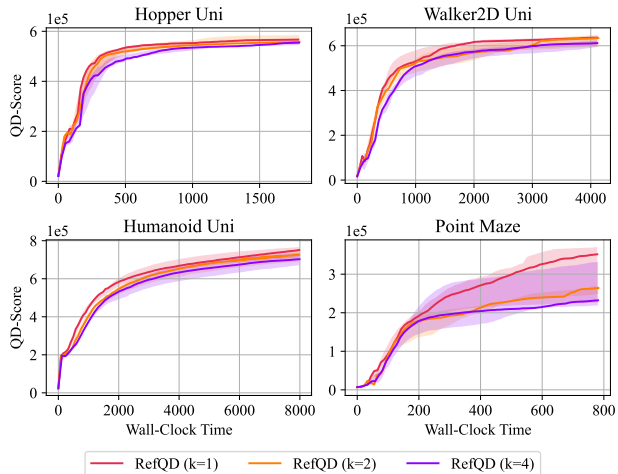 Hopper Uni
Walker2D Uni
1e5
1e5
QD-Score
6
4
2
0
0 500 1000 1500
6
4
2
0
0 1000 2000 3000 4000
Humanoid Uni
Point Maze
1e5
1e5
QD-Score
8
6
4
2
0
0 2000 4000 6000 8000
Wall-Clock Time
3
2
1
0
0 200 400 600 800
Wall-Clock Time
RefQD (k=1) RefQD (k=2) RefQD (k=4)